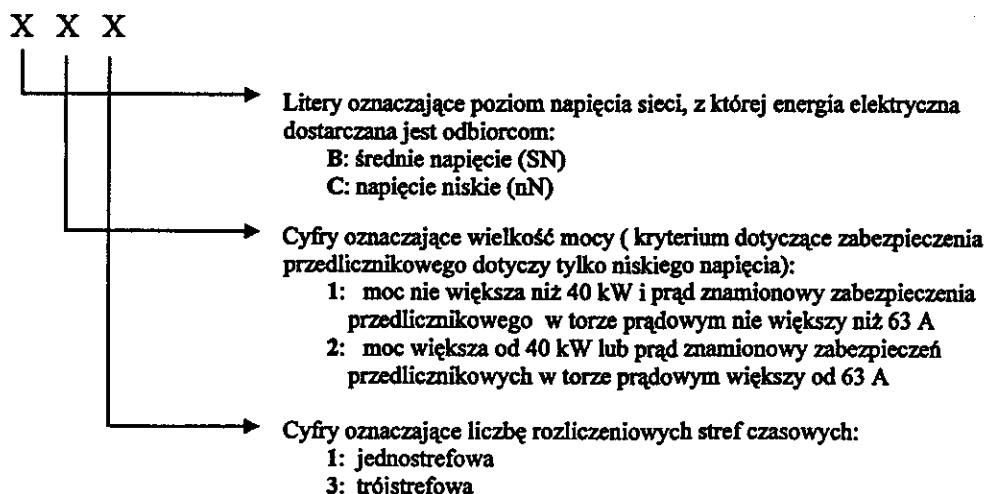 X X X
Litery oznaczające poziom napięcia sieci, z której energia elektryczna
dostarczana jest odbiorcom:
B: średnie napięcie (SN)
C: napięcie niskie (nN)
Cyfry oznaczające wielkość mocy ( kryterium dotyczące zabezpieczenia
przedlicznikowego dotyczy tylko niskiego napięcia):
1: moc nie większa niż 40 kW i prąd znamionowy zabezpieczenia
przedlicznikowego w torze prądowym nie większy niż 63 A
2: moc większa od 40 kW lub prąd znamionowy zabezpieczeń
przedlicznikowych w torze prądowym większy od 63 A
Cyfry oznaczające liczbę rozliczeniowych stref czasowych:
1: jednostrefowa
3: trójstrefowa